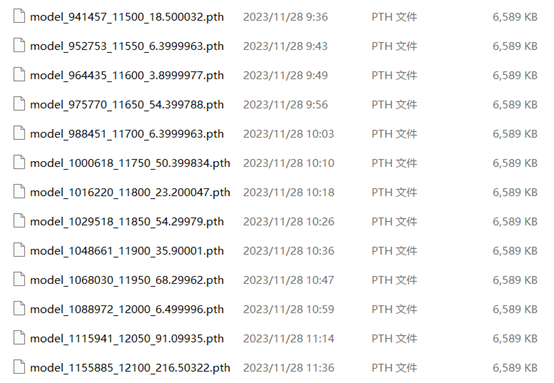 model_941457_11500_18.500032.pth 2023/11/28 9:36 PTH 文件 6,589 KB
model_952753_11550_6.3999963.pth 2023/11/28 9:43 PTH 文件 6,589 KB
model_964435_11600_3.8999977.pth 2023/11/28 9:49 PTH 文件 6,589 KB
model_975770_11650_54.399788.pth 2023/11/28 9:56 PTH 文件 6,589 KB
model_988451_11700_6.3999963.pth 2023/11/28 10:03 PTH 文件 6,589 KB
model_1000618_11750_50.399834.pth 2023/11/28 10:10 PTH 文件 6,589 KB
model_1016220_11800_23.200047.pth 2023/11/28 10:18 PTH 文件 6,589 KB
model_1029518_11850_54.29979.pth 2023/11/28 10:26 PTH 文件 6,589 KB
model_1048661_11900_35.90001.pth 2023/11/28 10:36 PTH 文件 6,589 KB
model_1068030_11950_68.29962.pth 2023/11/28 10:47 PTH 文件 6,589 KB
model_1088972_12000_6.499996.pth 2023/11/28 10:59 PTH 文件 6,589 KB
model_1115941_12050_91.09935.pth 2023/11/28 11:14 PTH 文件 6,589 KB
model_1155885_12100_216.50322.pth 2023/11/28 11:36 PTH 文件 6,589 KB